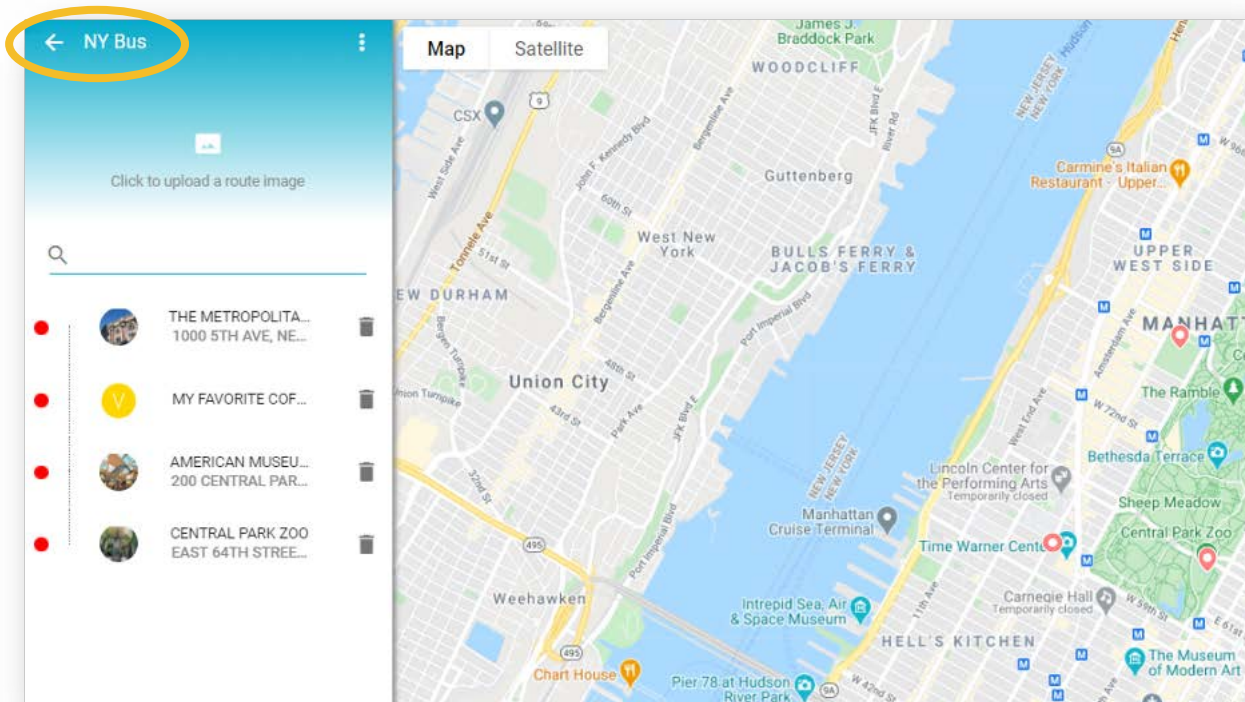 NY Bus
Click to upload a route image
THE METROPOLITA...
1000 5TH AVE, NE...
V
MY FAVORITE COF...
AMERICAN MUSEU...
200 CENTRAL PAR...
CENTRAL PARK ZOO
EAST 64TH STREE...
Map
Satellite
James J.
Braddock Park
WOODCLIFF
Hudson
NEW JERSEY
NEW YORK
CSX
9
West Side Ave
John F. Kennedy Blvd
Bergenline Ave
JFK Blvd E
River Rd
9A
M
W 96
Carmine's Italian
Restaurant - Upper...
Guttenberg
60th St
Tonnele Ave
51st St
West New
York
BULLS FERRY &
JACOB'S FERRY
M
UPPER
WEST SIDE
M
EW DURHAM
Bergenline Ave
Port Imperial Blvd
M
Amsterdam Ave
MANHAT
M
Bergen Turnpike
48th St
Union City
Union Turnpike
43rd St
Park Ave
JFK Blvd E
West End Ave
M
W 72nd St
The Ramble
M
Bethesda Terrace
32nd St
NEW JERSEY
NEW YORK
Lincoln Center for
the Performing Arts
Temporarily closed
Sheep Meadow
Manhattan
Cruise Terminal
Central Park Zoo
495
Port Imperial Blvd
Time Warner Cente
M
Weehawken
Intrepid Sea, Air
& Space Museum
11th Ave
Carnegie Hall
Temporarily closed
W 59th St
M
E 61st
HELL'S KITCHEN
M
M
M
495
The Museum
of Modern Art
Chart House
Pier 78 at Hudson
River Park
9A
W 42nd St
M
M